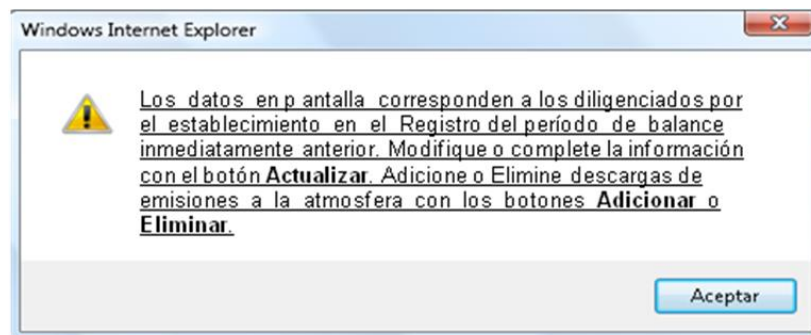 Windows Internet Explorer
Los datos en p antalla corresponden a los diligenciados por
el establecimiento en el Registro del período de balance
inmediatamente anterior. Modifique o complete la información
con el botón Actualizar. Adicione o Elimine descargas de
emisiones a la atmosfera con los botones Adicionar o
Eliminar.
Aceptar